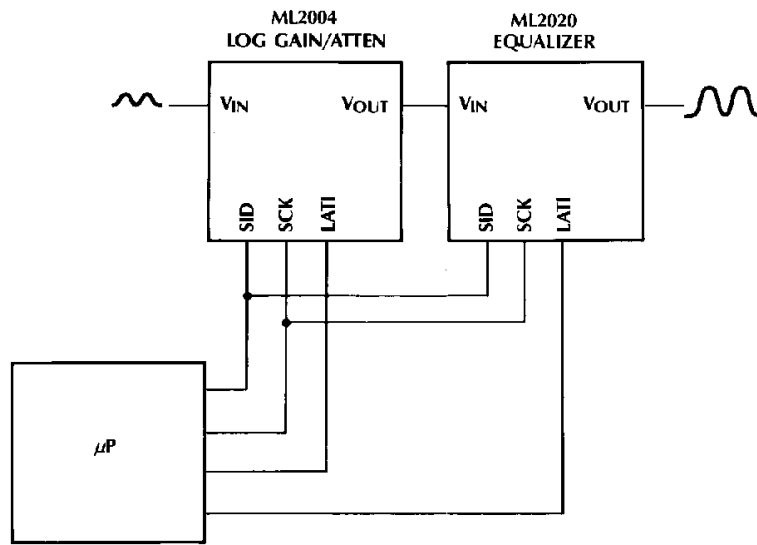 ML2004
LOG GAIN/ATTEN
ML2020
EQUALIZER
VIN
VOUT
VIN
VOUT
SID
SCK
LATI
SID
SCK
LATI
μP